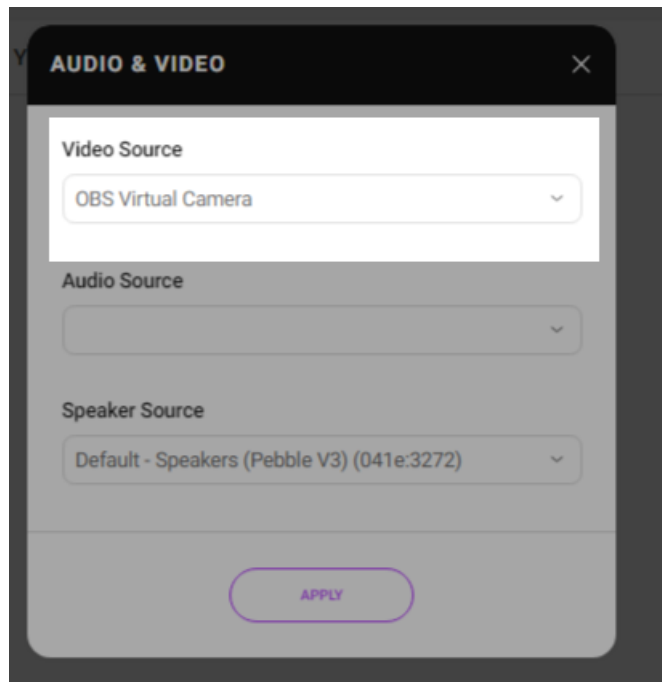 Y
AUDIO & VIDEO
Video Source
OBS Virtual Camera
Audio Source
Speaker Source
Default - Speakers (Pebble V3) (041e:3272)
APPLY